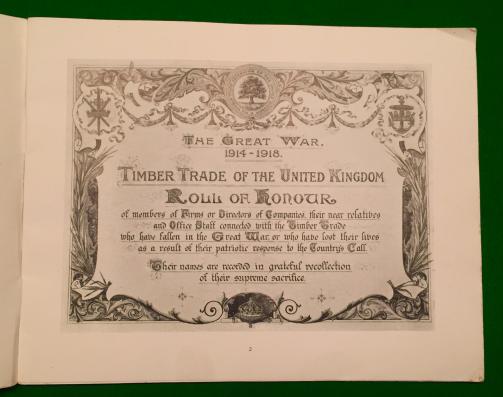 The Great War.
1914-1918.
Timber Trade of the United Kingdom
Roll of Honour
of members of Firms or Directors of Companies, their near relatives
and Office Staff connected with the Timber Trade
who have fallen in the Great War, or who have lost their lives
as a result of their patriotic response to the Country's Call.
Their names are recorded in grateful recollection
of their supreme sacrifice.
2